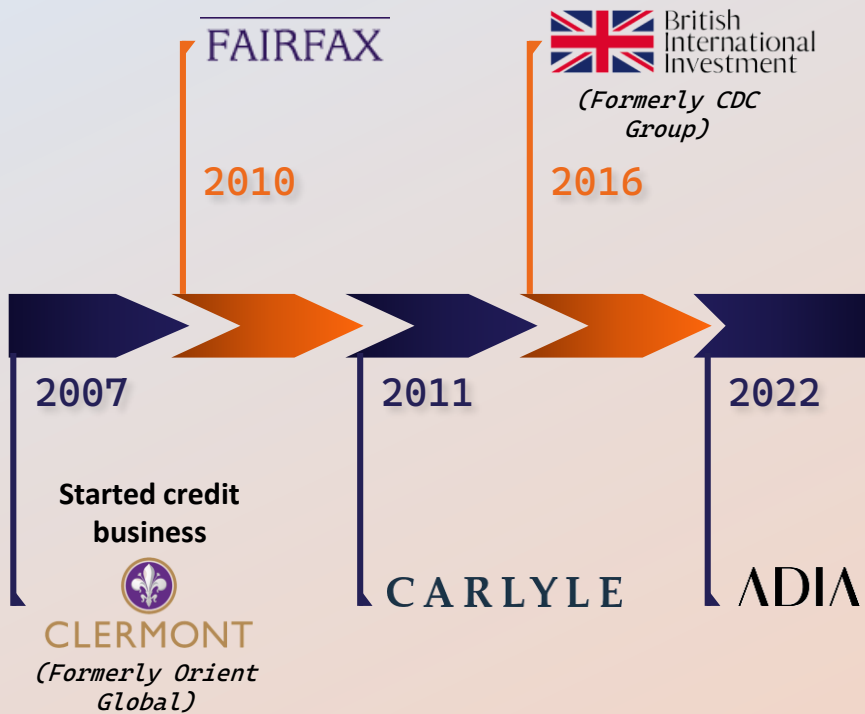 FAIRFAX
2010
British
International
Investment
(Formerly CDC
Group)
2016
2007
Started credit
business
CLERMONT
(Formerly Orient
Global)
2011
CARLYLE
2022
ADIA